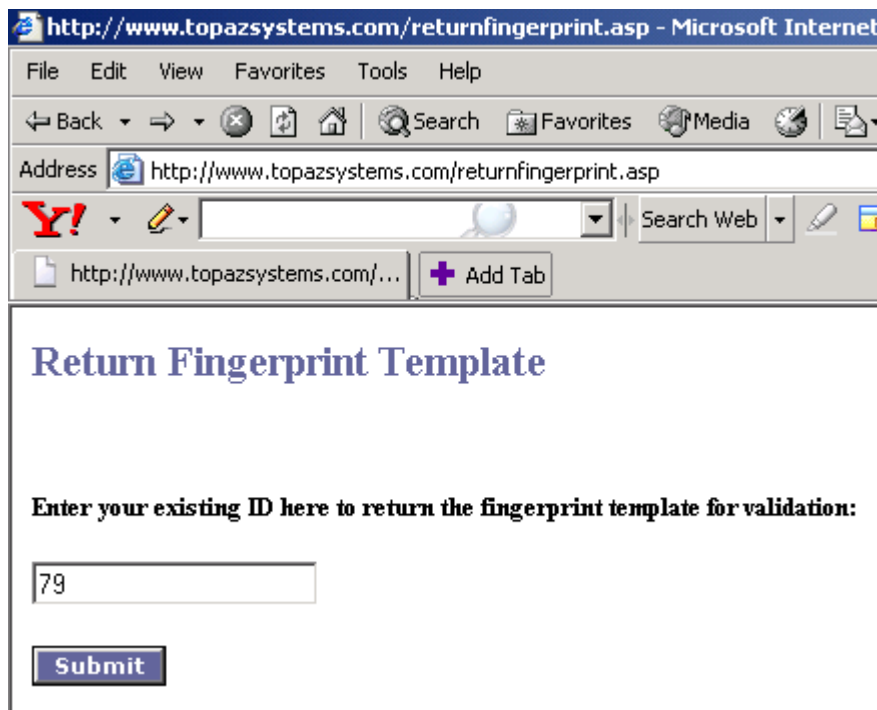 http://www.topazsystems.com/returnfingerprint.asp - Microsoft Internet
File Edit View Favorites Tools Help
Back Search Favorites Media
Address http://www.topazsystems.com/returnfingerprint.asp
Y! Search Web
http://www.topazsystems.com/... Add Tab
Return Fingerprint Template
Enter your existing ID here to return the fingerprint template for validation:
79
Submit